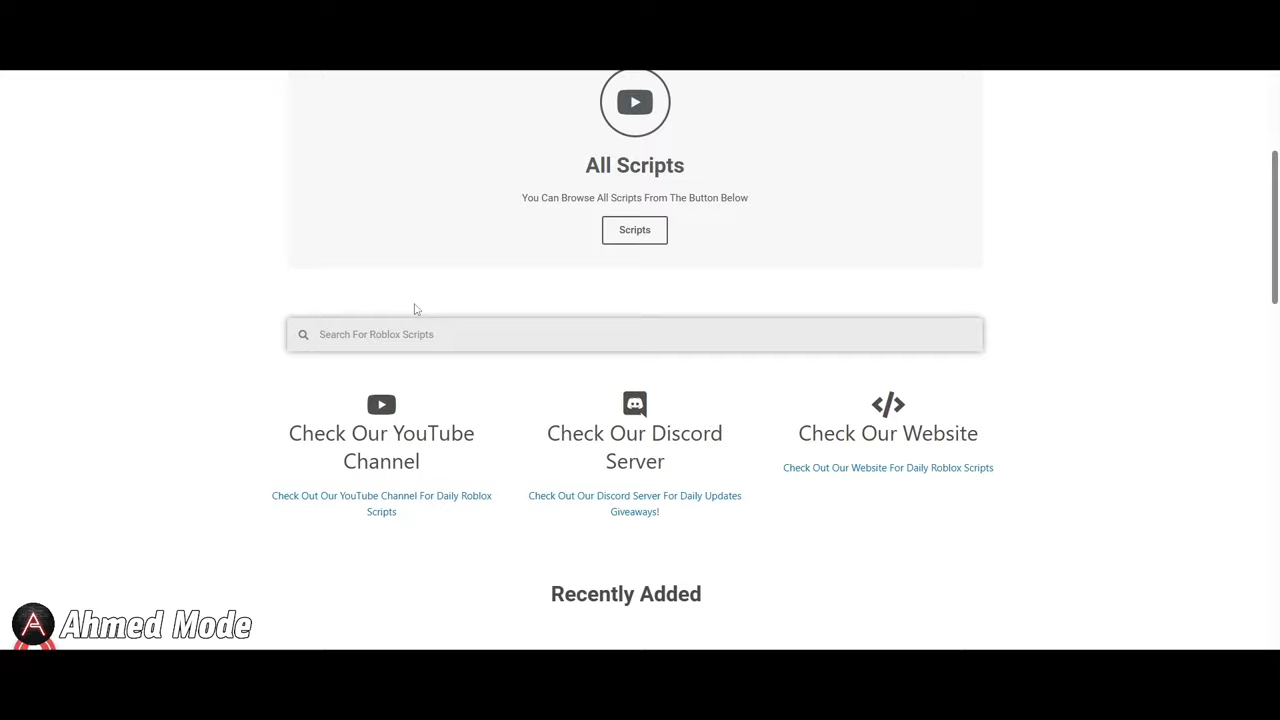 All Scripts
You Can Browse All Scripts From The Button Below
Scripts
Search For Roblox Scripts
Check Our YouTube
Channel
Check Out Our YouTube Channel For Daily Roblox
Scripts
Check Our Discord
Server
Check Out Our Discord Server For Daily Updates
Giveaways!
Check Our Website
Check Out Our Website For Daily Roblox Scripts
Recently Added
Ahmed Mode